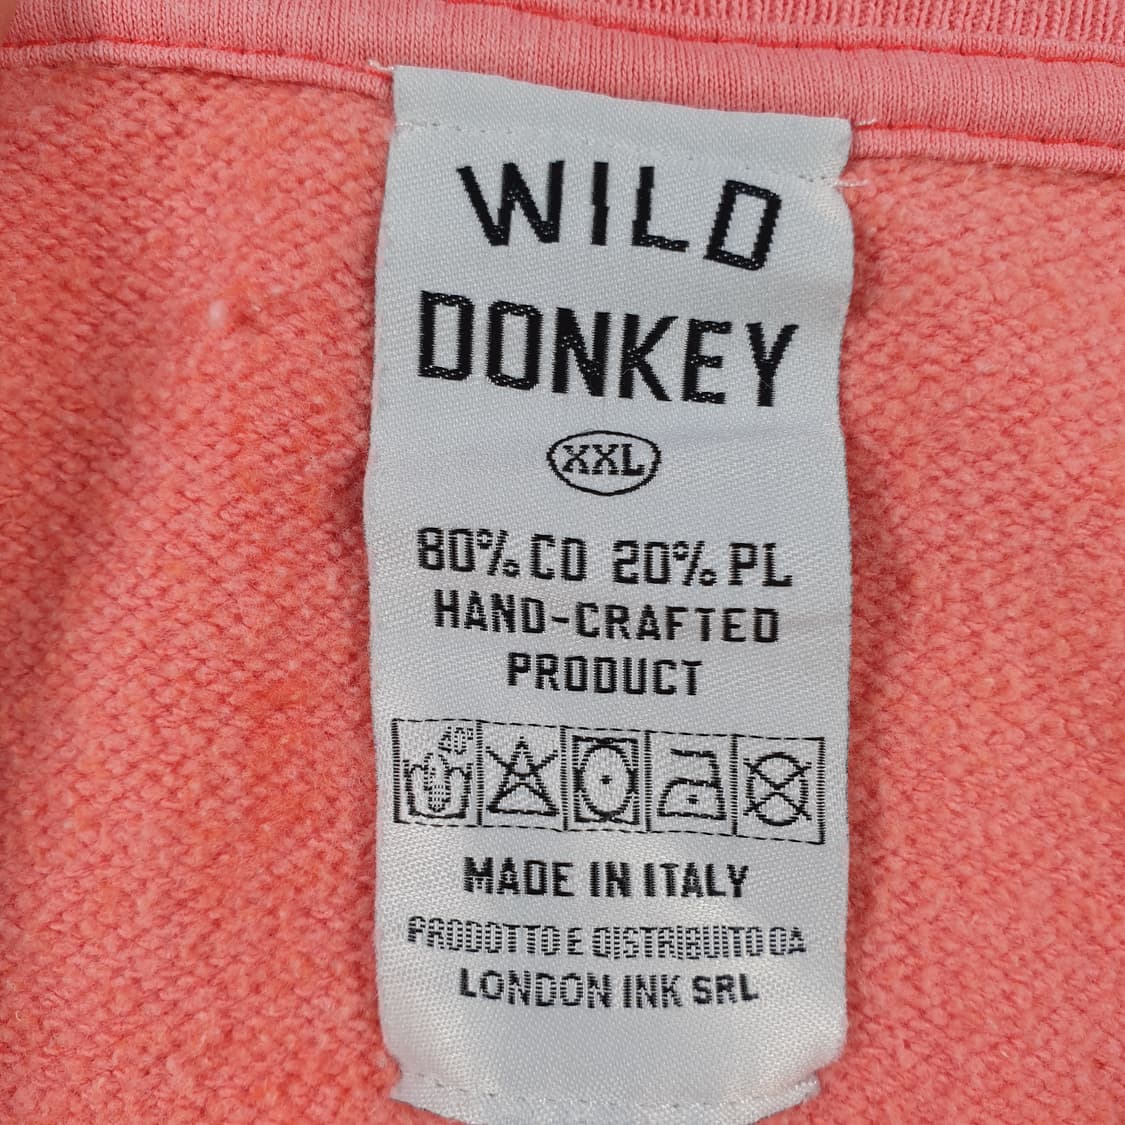 WILD
DONKEY
XXL
80% CO 20% PL
HAND-CRAFTED
PRODUCT
40°
MADE IN ITALY
PRODOTTO E DISTRIBUITO DA
LONDON INK SRL